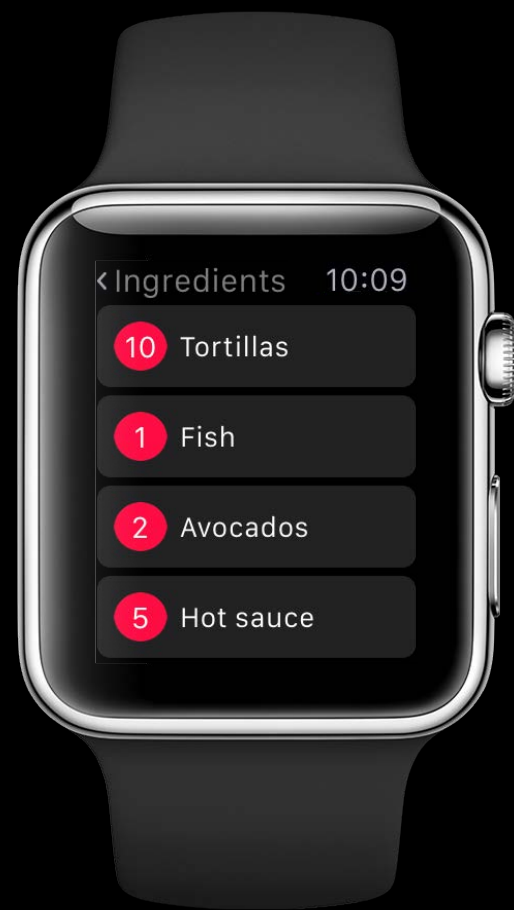 <Ingredients 10:09
10 Tortillas
1 Fish
2 Avocados
5 Hot sauce